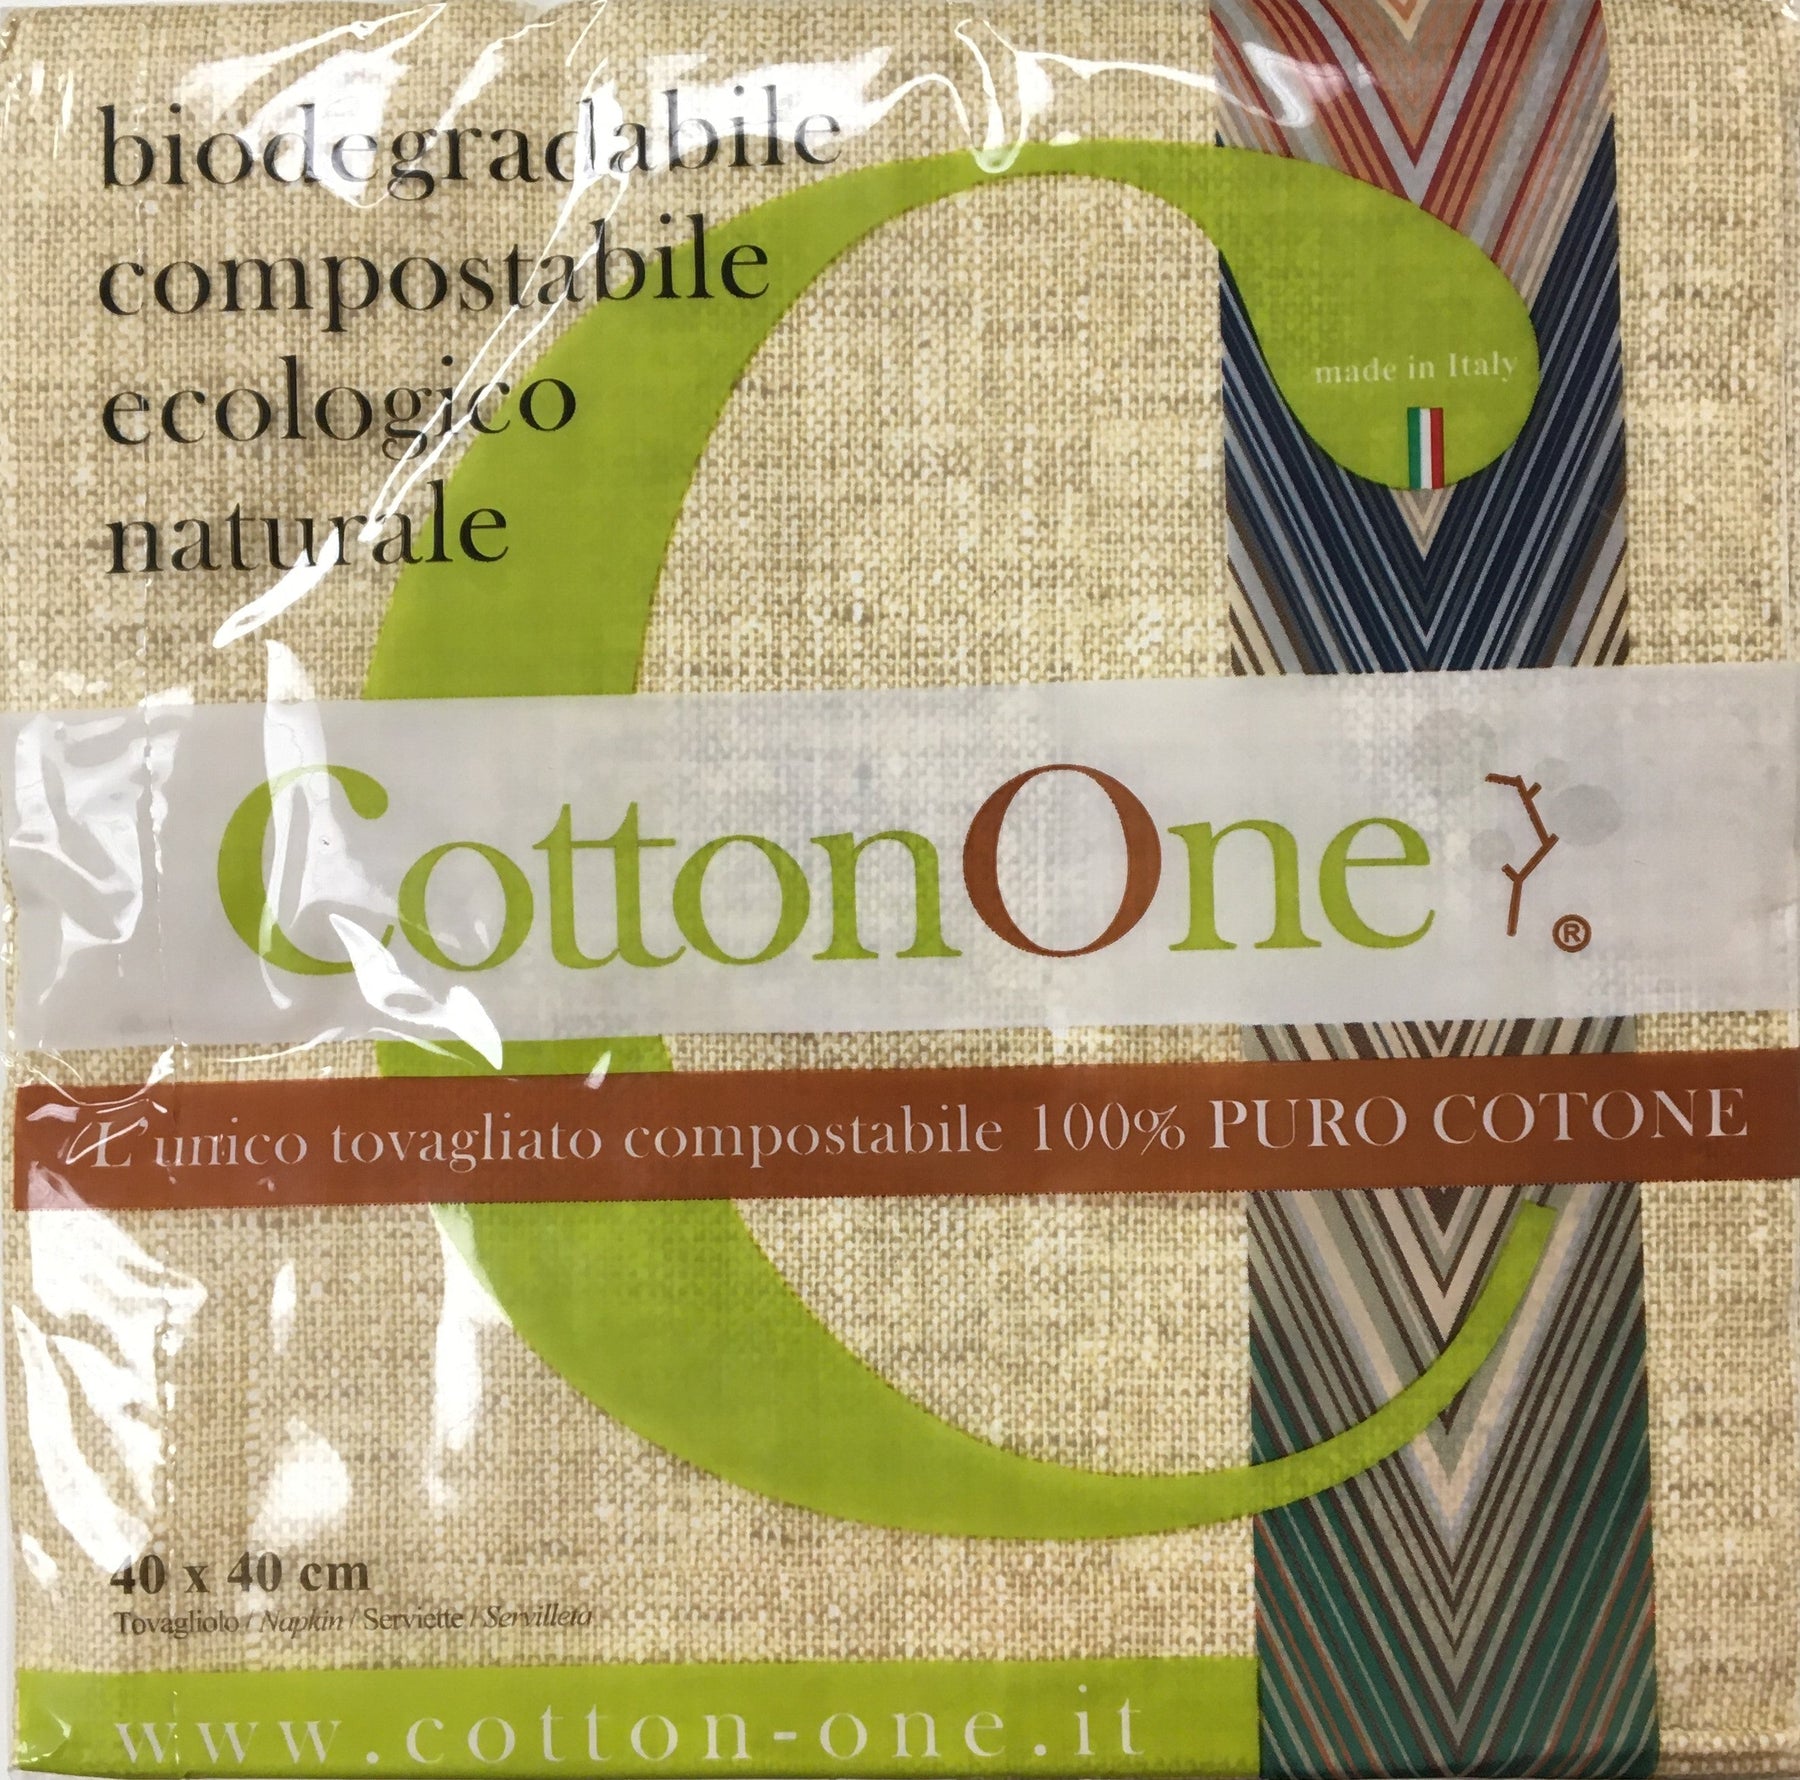 biodegradabile
compostabile
ecologico
naturale
made in Italy
CottonOne ®
L'unico tovagliato compostabile 100% PURO COTONE
40 x 40 cm
Tovagliolo / Napkin / Serviette / Servilleta
www.cotton-one.it